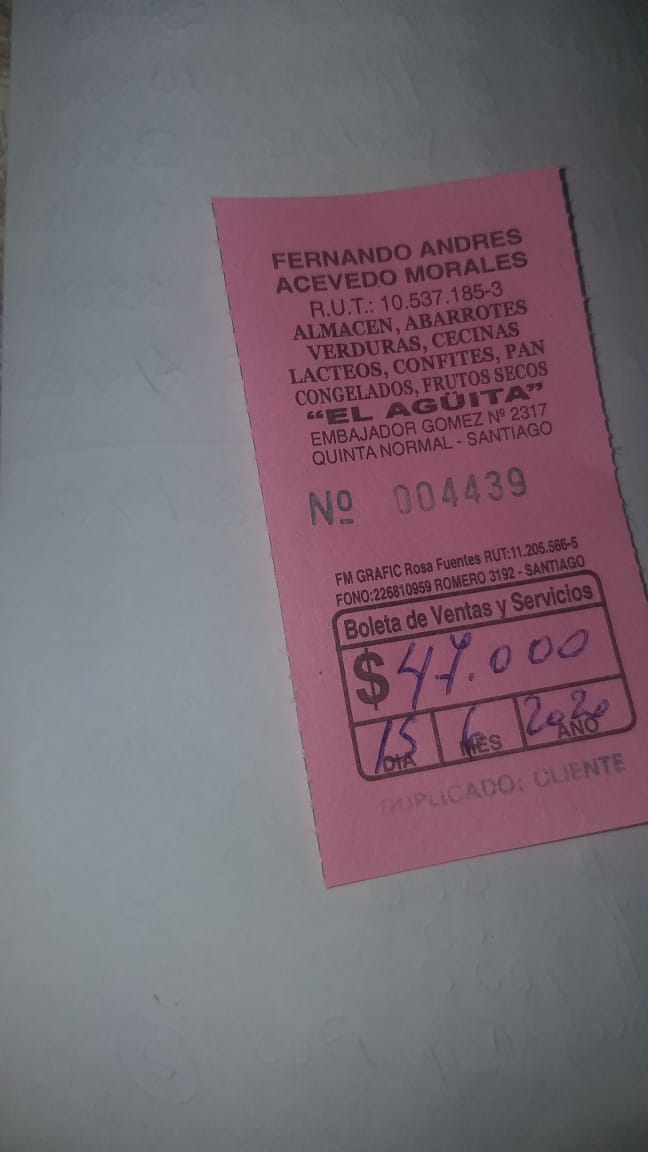 FERNANDO ANDRES
ACEVEDO MORALES
R.U.T.: 10.537.185-3
ALMACEN, ABARROTES
VERDURAS, CECINAS
LACTEOS, CONFITES, PAN
CONGELADOS, FRUTOS SECOS
“EL AGÜITA”
EMBAJADOR GOMEZ Nº 2317
QUINTA NORMAL - SANTIAGO
Nº 004439
FM GRAFIC Rosa Fuentes RUT:11.205.566-5
FONO:226810959 ROMERO 3192 - SANTIAGO
Boleta de Ventas y Servicios
$ 47.000
15 6 2020
DIA MES AÑO
DUPLICADO: CLIENTE